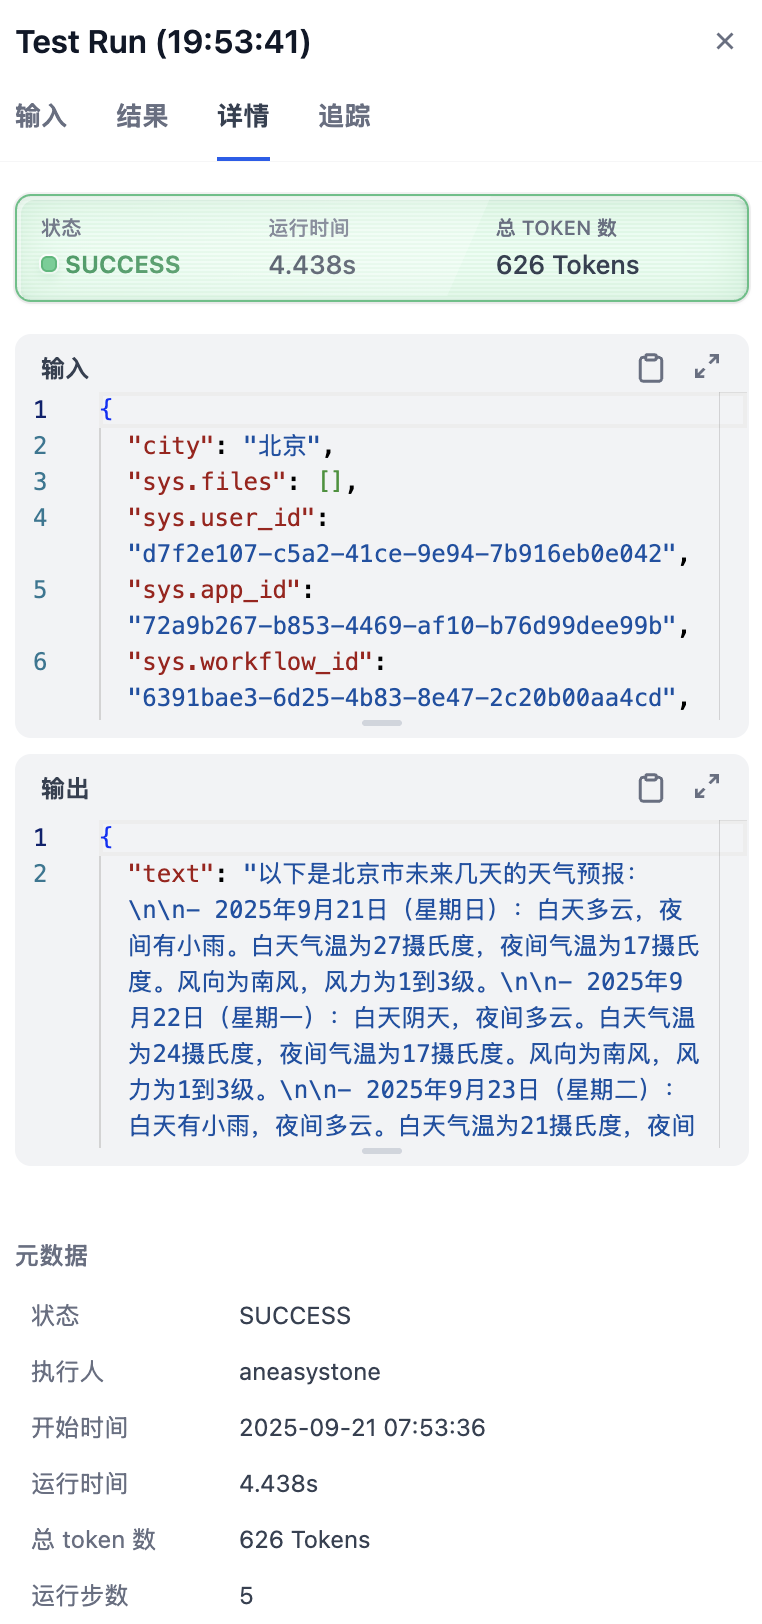 Test Run (19:53:41)
输入 结果 详情 追踪
状态 运行时间 总 TOKEN 数
SUCCESS 4.438s 626 Tokens
输入
1 {
2 "city": "北京",
3 "sys.files": [],
4 "sys.user_id":
"d7f2e107-c5a2-41ce-9e94-7b916eb0e042",
5 "sys.app_id":
"72a9b267-b853-4469-af10-b76d99dee99b",
6 "sys.workflow_id":
"6391bae3-6d25-4b83-8e47-2c20b00aa4cd",
输出
1 {
2 "text": "以下是北京市未来几天的天气预报：
\n\n- 2025年9月21日（星期日）：白天多云，夜
间有小雨。白天气温为27摄氏度，夜间气温为17摄氏
度。风向为南风，风力为1到3级。\n\n- 2025年9
月22日（星期一）：白天阴天，夜间多云。白天气温
为24摄氏度，夜间气温为17摄氏度。风向为南风，风
力为1到3级。\n\n- 2025年9月23日（星期二）：
白天有小雨，夜间多云。白天气温为21摄氏度，夜间
元数据
状态 SUCCESS
执行人 aneasystone
开始时间 2025-09-21 07:53:36
运行时间 4.438s
总 token 数 626 Tokens
运行步数 5